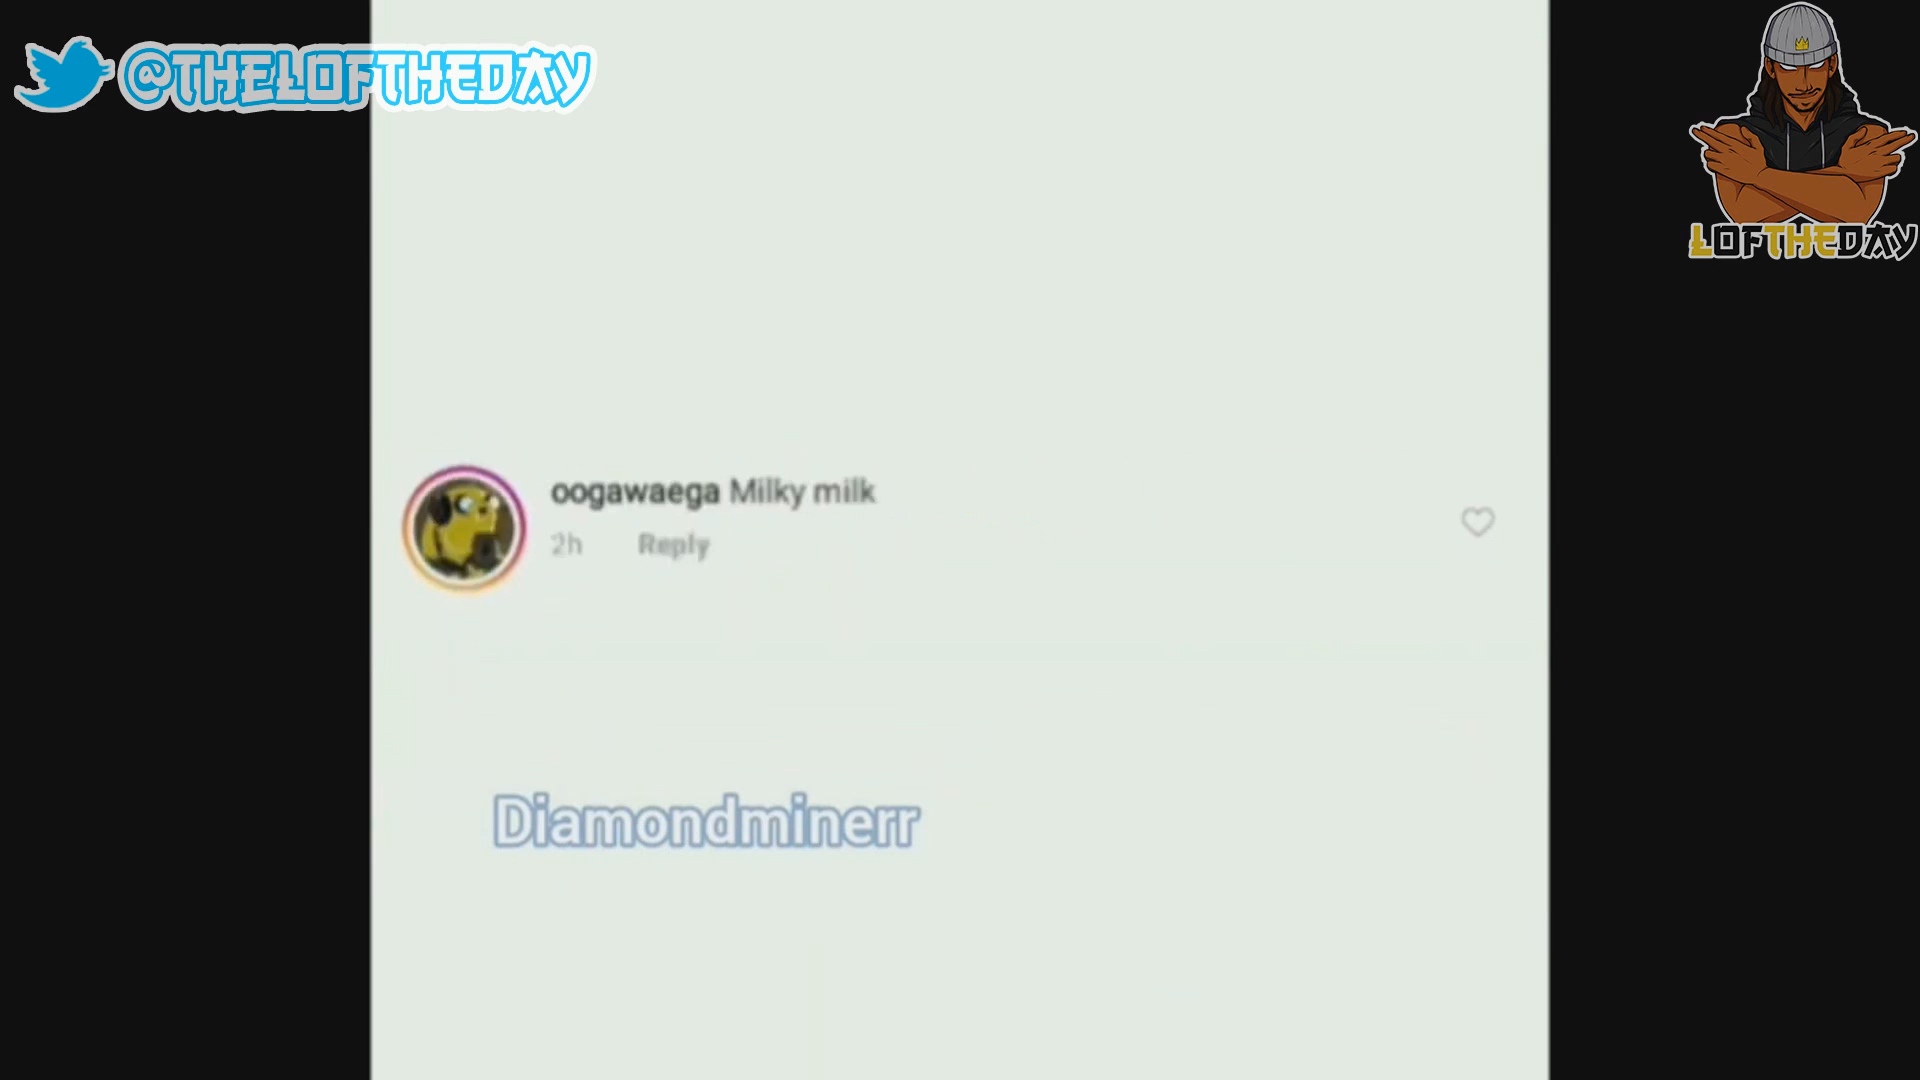 @THELOFTHEDAY
LOFTHEDAY
oogawaega Milky milk
2h Reply
Diamondminerr